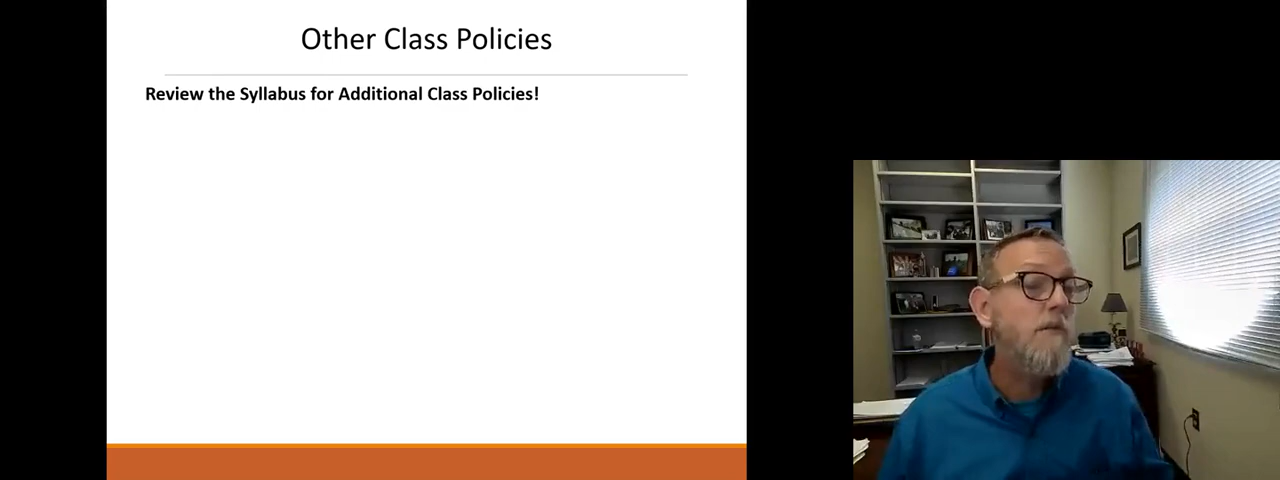 Other Class Policies
Review the Syllabus for Additional Class Policies!